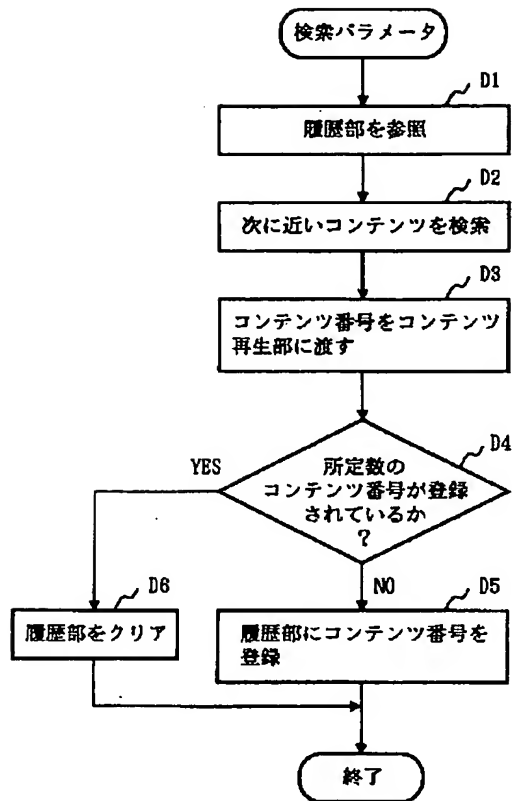 検索パラメータ
D1
履歴部を参照
D2
次に近いコンテンツを検索
D3
コンテンツ番号をコンテンツ
再生部に渡す
D4
YES
所定数の
コンテンツ番号が登録
されているか
?
NO
D6
D5
履歴部をクリア
履歴部にコンテンツ番号を
登録
終了